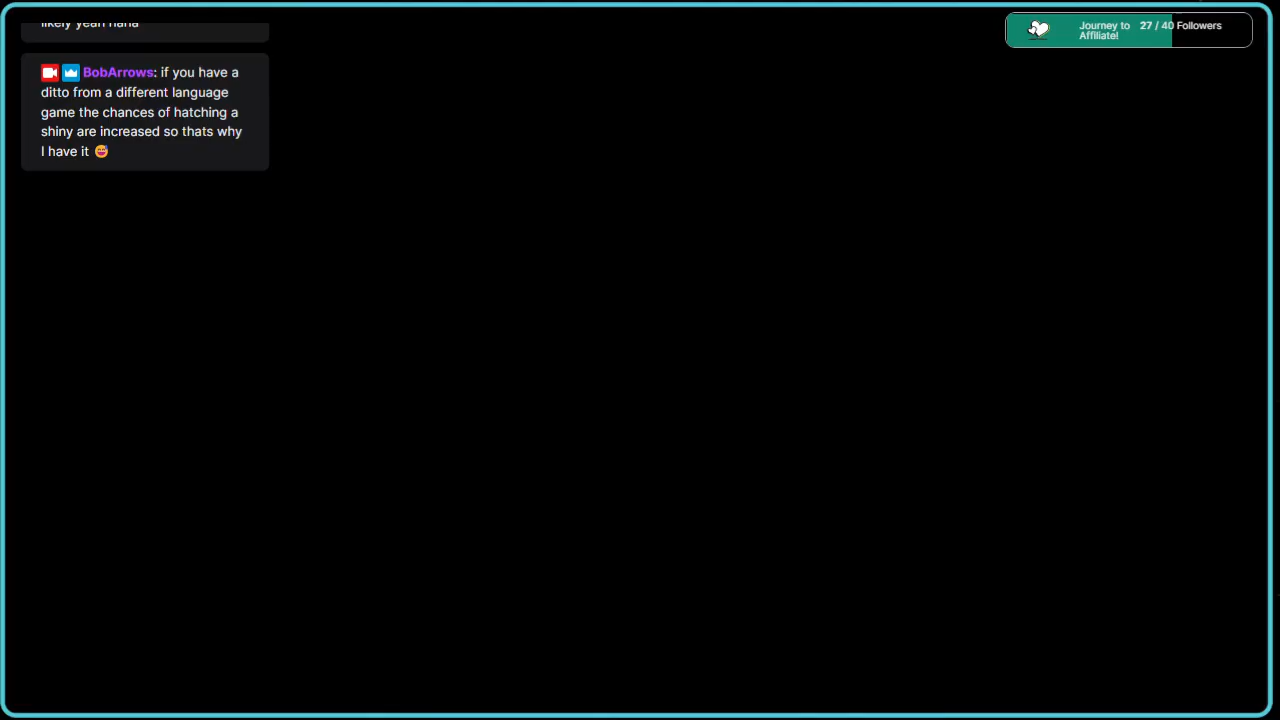 likely yeah haha
BobArrows: if you have a
ditto from a different language
game the chances of hatching a
shiny are increased so thats why
I have it 😅
Journey to
Affiliate!
27 / 40 Followers